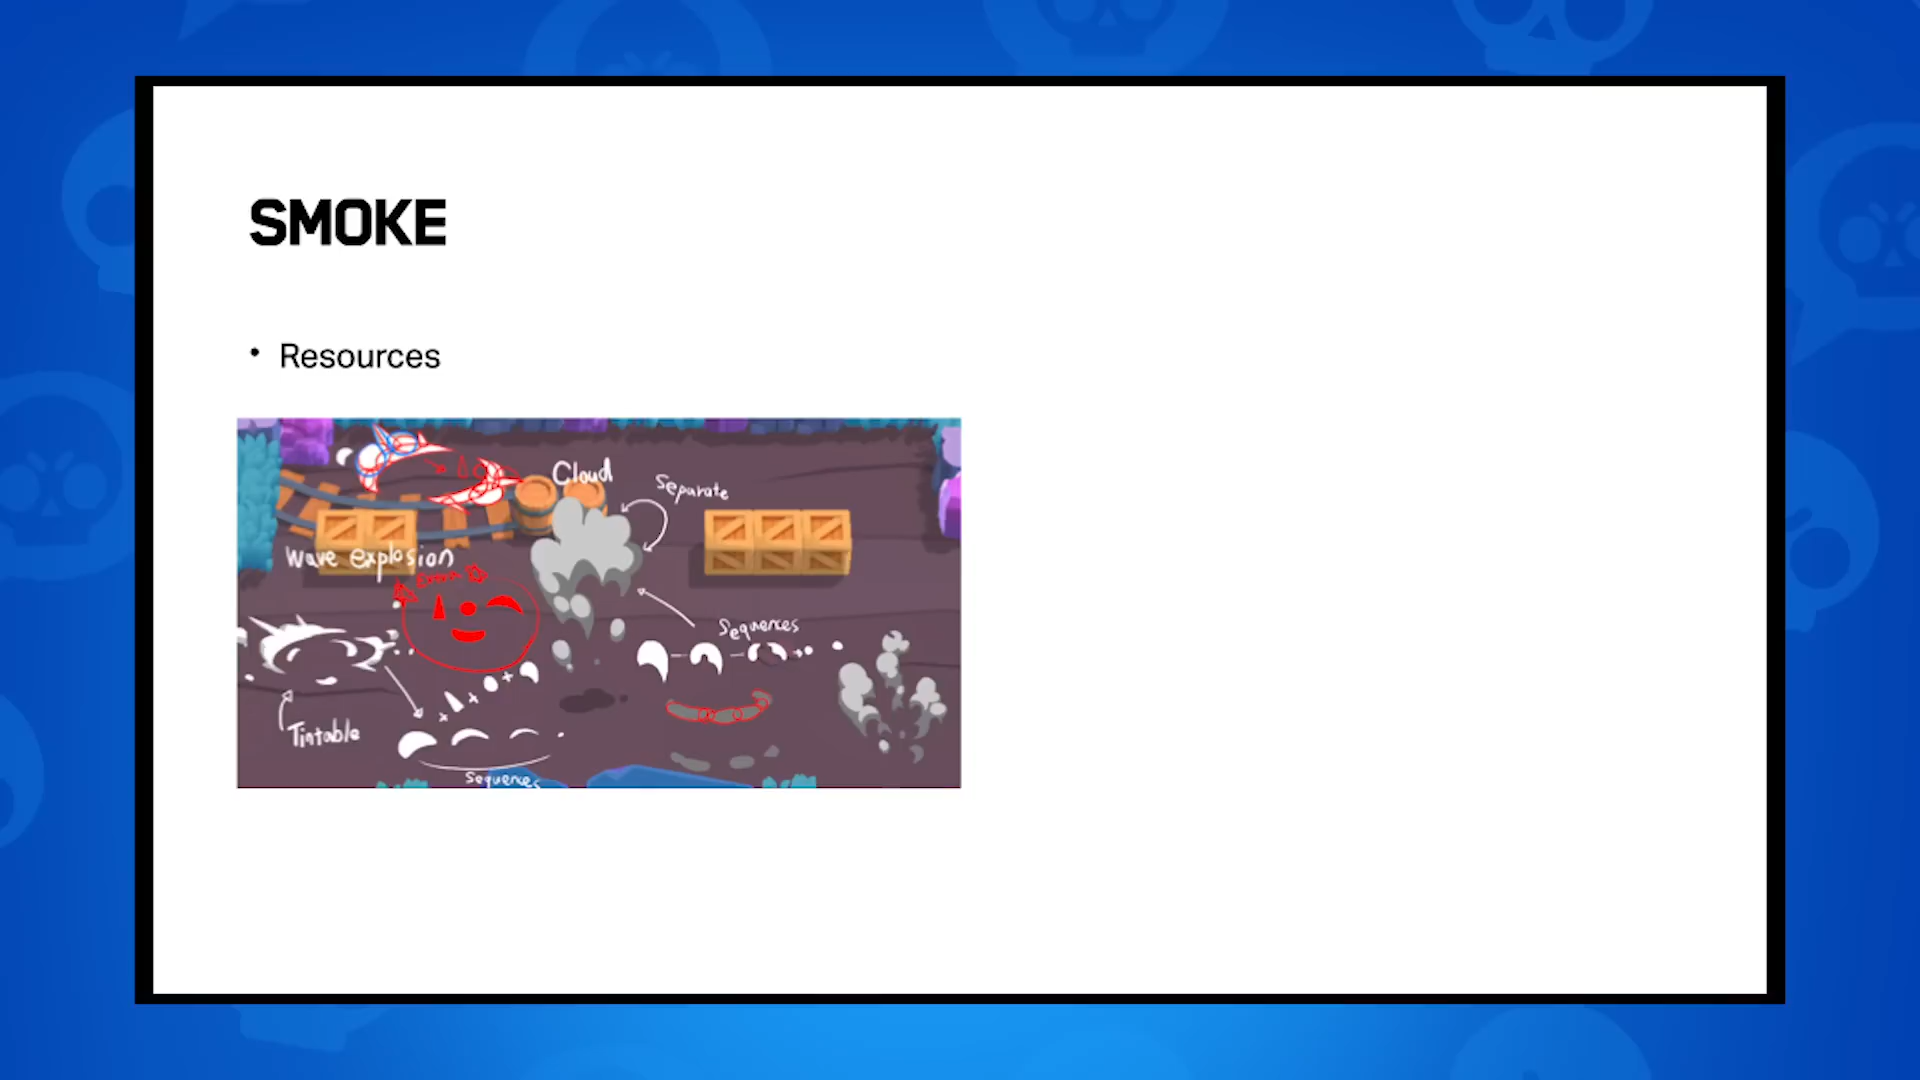 SMOKE
• Resources
Cloud
Separate
Wave explosion
Sequences
Tintable
Sequences